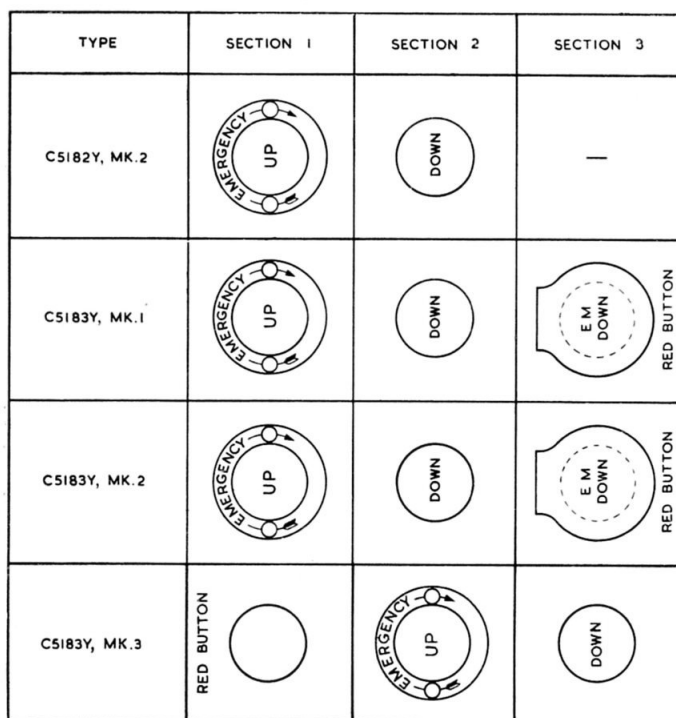 TYPE
SECTION 1
SECTION 2
SECTION 3
C5182Y, MK.2
EMERGENCY
UP
DOWN
—
C5183Y, MK.1
EMERGENCY
UP
DOWN
EM
DOWN
RED BUTTON
C5183Y, MK.2
EMERGENCY
UP
DOWN
EM
DOWN
RED BUTTON
C5183Y, MK.3
RED BUTTON
EMERGENCY
UP
DOWN